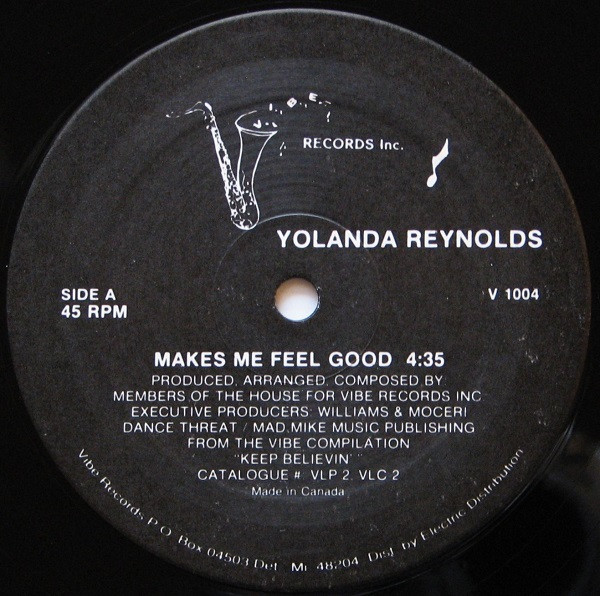 VIBE
RECORDS Inc.
YOLANDA REYNOLDS
SIDE A
45 RPM
V 1004
MAKES ME FEEL GOOD 4:35
PRODUCED, ARRANGED, COMPOSED BY
MEMBERS OF THE HOUSE FOR VIBE RECORDS INC
EXECUTIVE PRODUCERS: WILLIAMS & MOCERI
DANCE THREAT / MAD.MIKE MUSIC PUBLISHING
FROM THE VIBE COMPILATION
"KEEP BELIEVIN'"
CATALOGUE #: VLP 2. VLC 2
Made in Canada
Vibe Records P.O. Box 04503 Det. Mi. 48204. Dist. by Electric Distribution